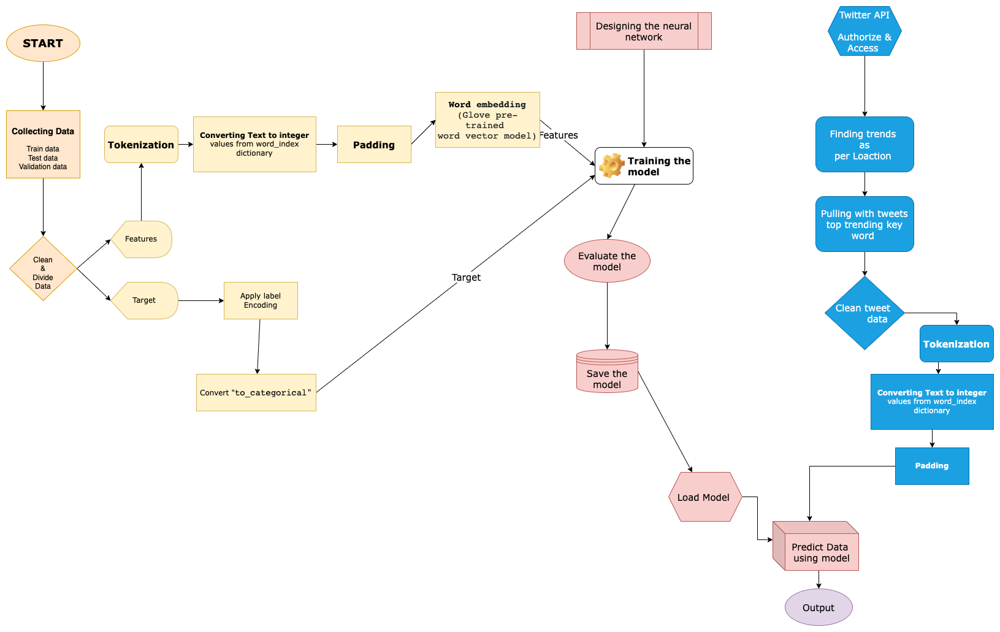 START
Collecting Data
Train data
Test data
Validation data
Clean
&
Divide
Data
Features
Target
Tokenization
Converting Text to integer
values from word_index
dictionary
Padding
Word embedding
(Glove pre-
trained
word vector model)
Features
Apply label
Encoding
Convert "to_categorical"
Target
Designing the neural
network
Training the
model
Evaluate the
model
Save the
model
Load Model
Twitter API
Authorize &
Access
Finding trends
as
per Loaction
Pulling with tweets
top trending key
word
Clean tweet
data
Tokenization
Converting Text to integer
values from word_index
dictionary
Padding
Predict Data
using model
Output